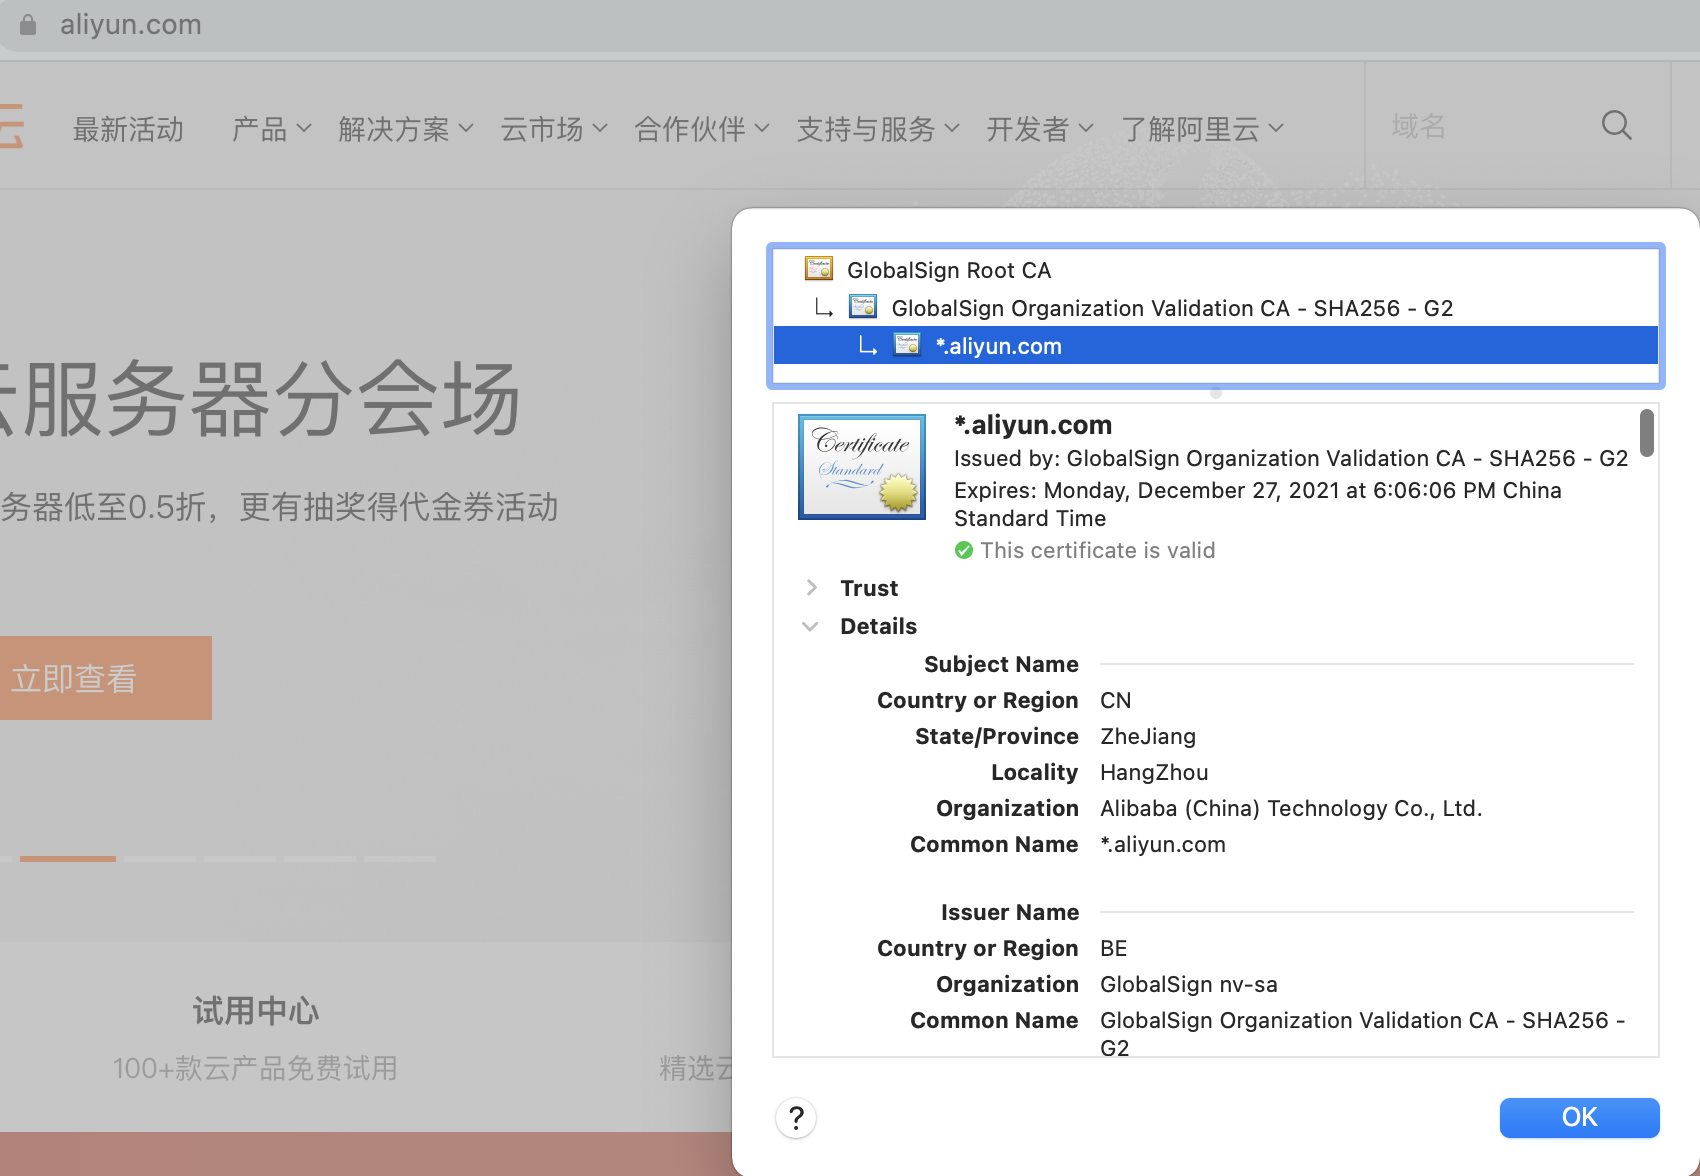 aliyun.com
最新活动 产品 解决方案 云市场 合作伙伴 支持与服务 开发者 了解阿里云 域名
云服务器分会场
务器低至0.5折，更有抽奖得代金券活动
立即查看
试用中心
100+款云产品免费试用
精选云
GlobalSign Root CA
GlobalSign Organization Validation CA - SHA256 - G2
*.aliyun.com
Certificate
Standard
*.aliyun.com
Issued by: GlobalSign Organization Validation CA - SHA256 - G2
Expires: Monday, December 27, 2021 at 6:06:06 PM China
Standard Time
This certificate is valid
Trust
Details
Subject Name
Country or Region CN
State/Province ZheJiang
Locality HangZhou
Organization Alibaba (China) Technology Co., Ltd.
Common Name *.aliyun.com
Issuer Name
Country or Region BE
Organization GlobalSign nv-sa
Common Name GlobalSign Organization Validation CA - SHA256 -
G2
?
OK